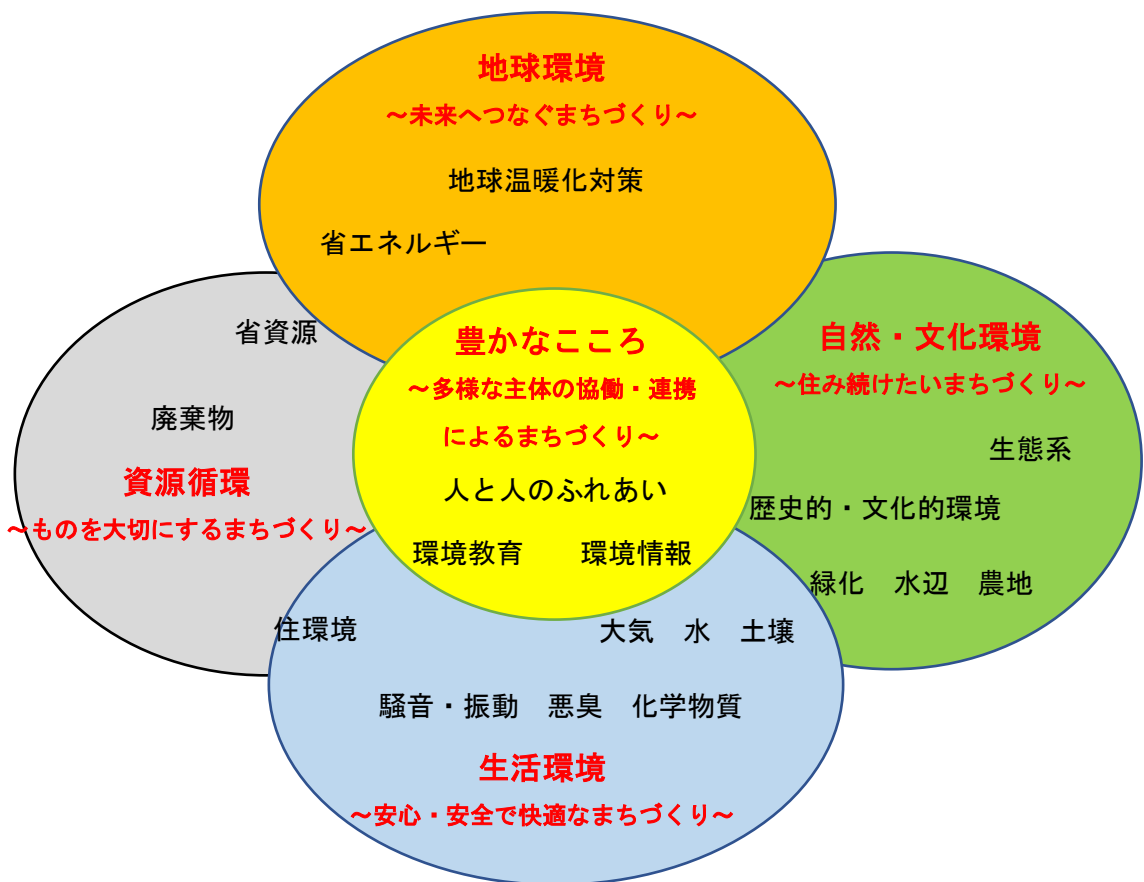 地球環境
～未来へつなぐまちづくり～
地球温暖化対策
省エネルギー
省資源
廃棄物
資源循環
～ものを大切にするまちづくり～
豊かなこころ
～多様な主体の協働・連携
によるまちづくり～
人と人のふれあい
環境教育　環境情報
自然・文化環境
～住み続けたいまちづくり～
生態系
歴史的・文化的環境
緑化　水辺　農地
住環境
大気　水　土壌
騒音・振動　悪臭　化学物質
生活環境
～安心・安全で快適なまちづくり～